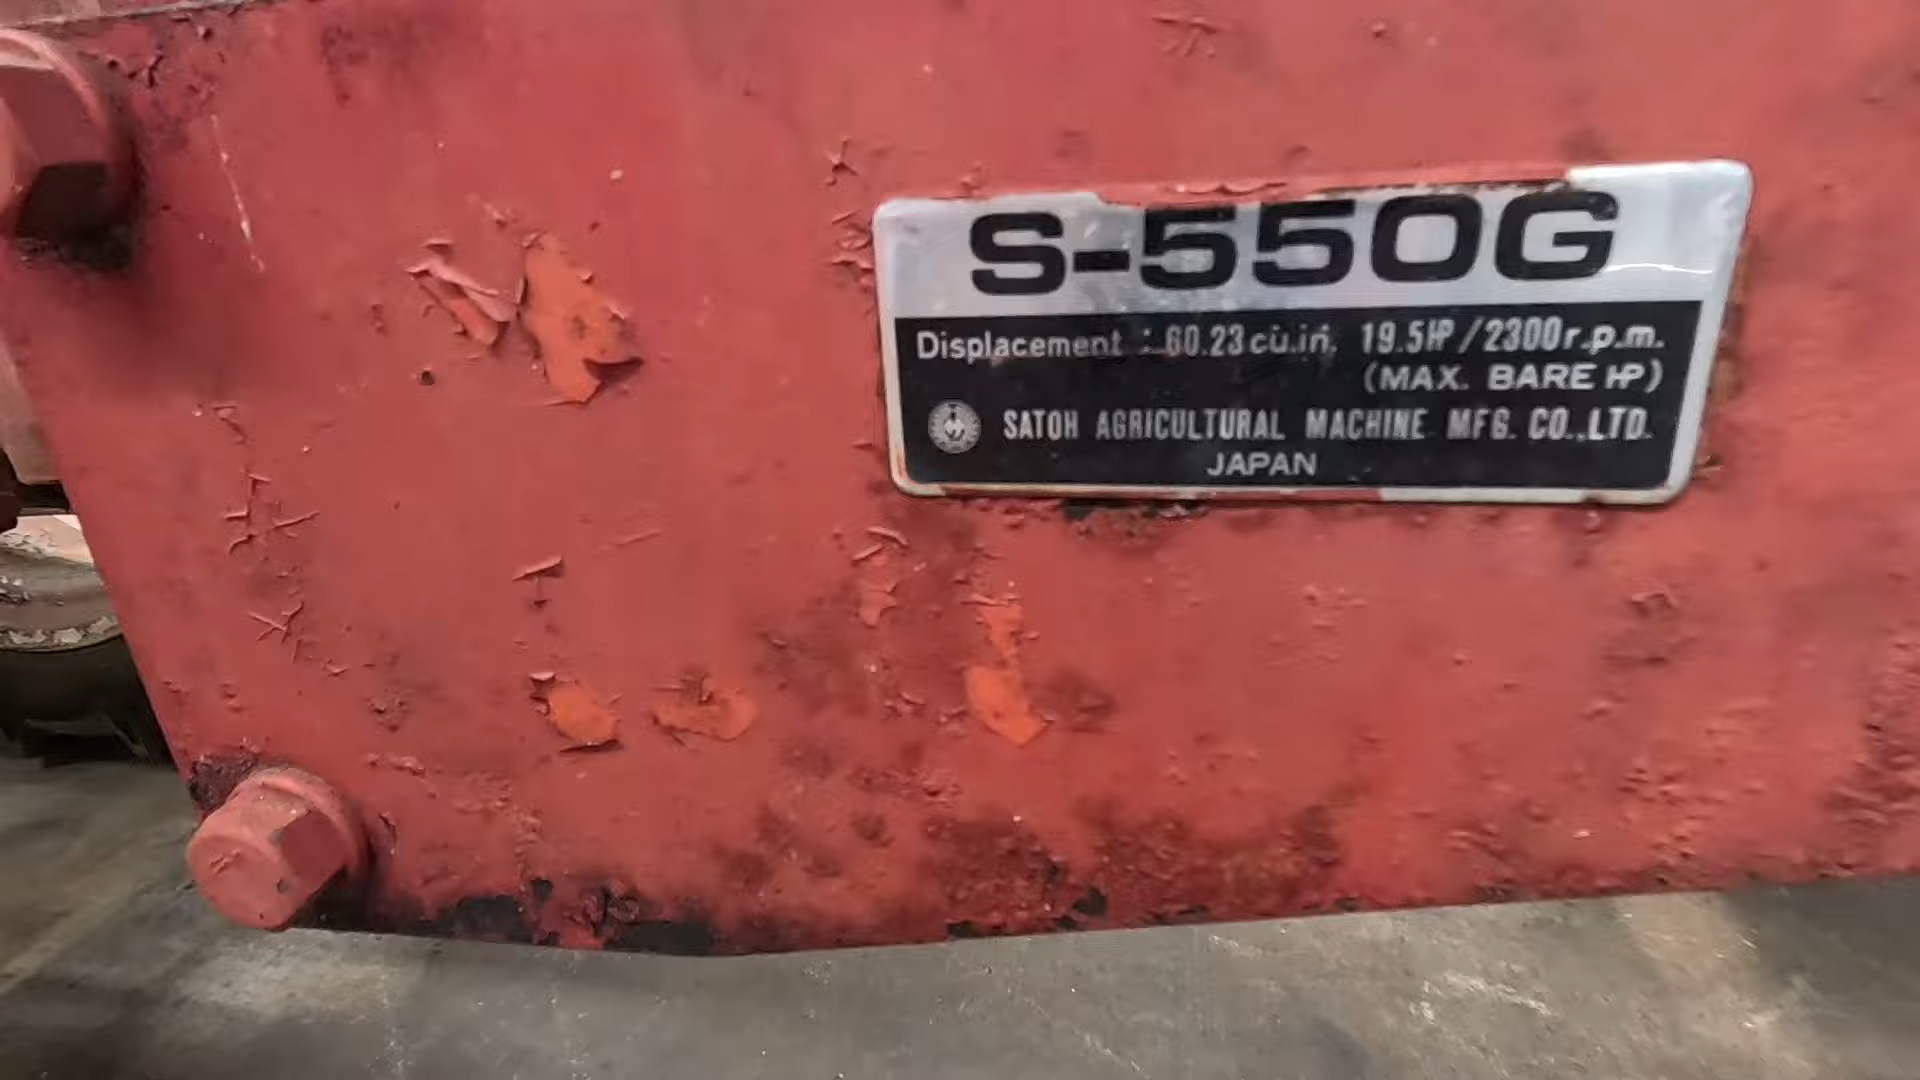 S-550G
Displacement : 60.23 cu.in. 19.5HP/2300r.p.m.
(MAX. BARE HP)
SATOH AGRICULTURAL MACHINE MFG. CO.,LTD.
JAPAN